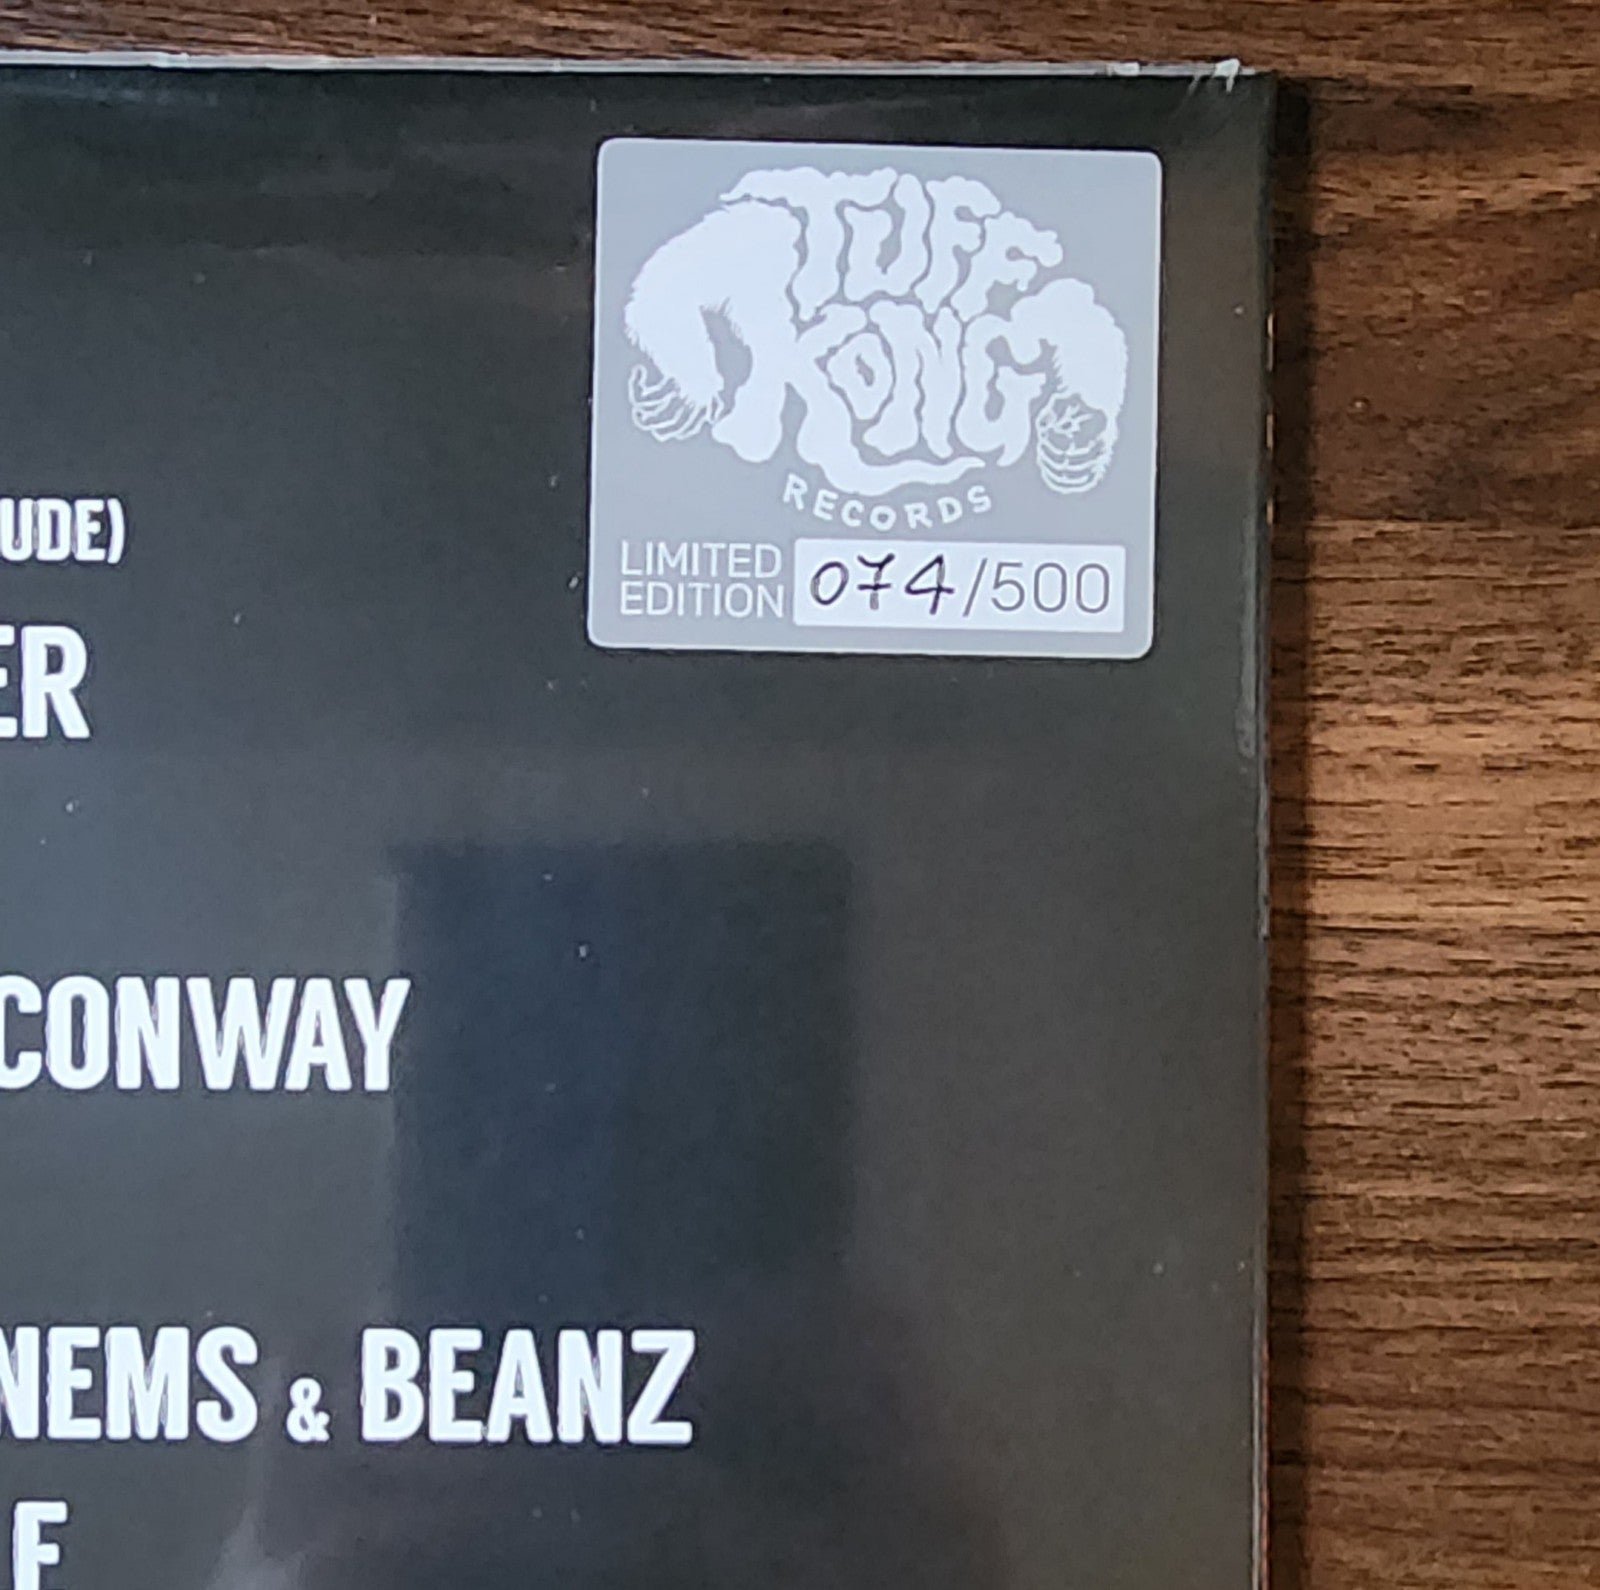 TUFF
KONG
RECORDS
LIMITED
EDITION
074/500
UDE)
ER
CONWAY
NEMS & BEANZ
E